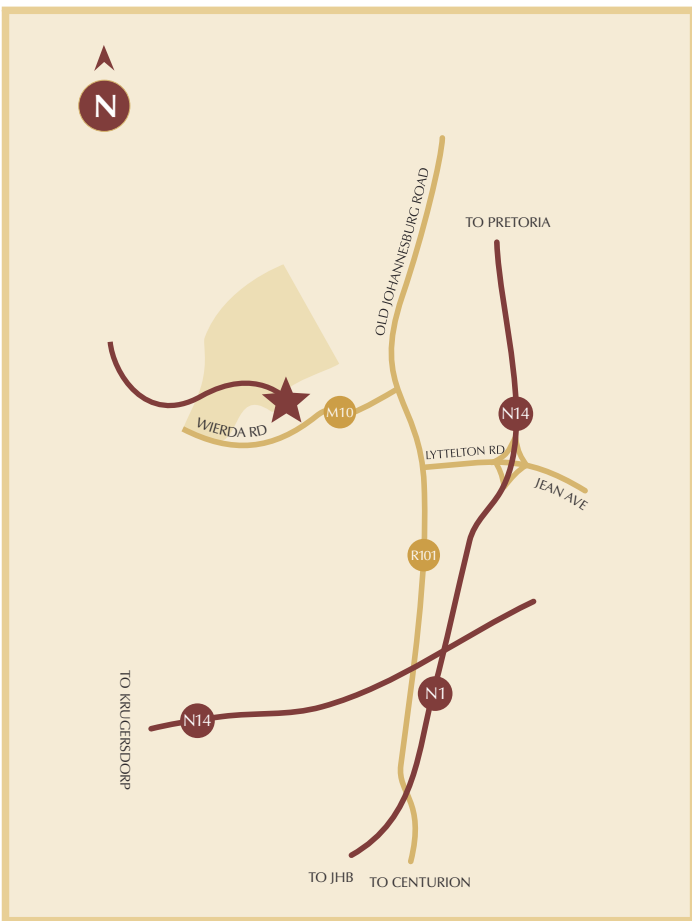 N
OLD JOHANNESBURG ROAD
TO PRETORIA
N14
M10
WIERDA RD
LYTTELTON RD
JEAN AVE
R101
TO KRUGERSDORP
N14
N1
TO JHB
TO CENTURION